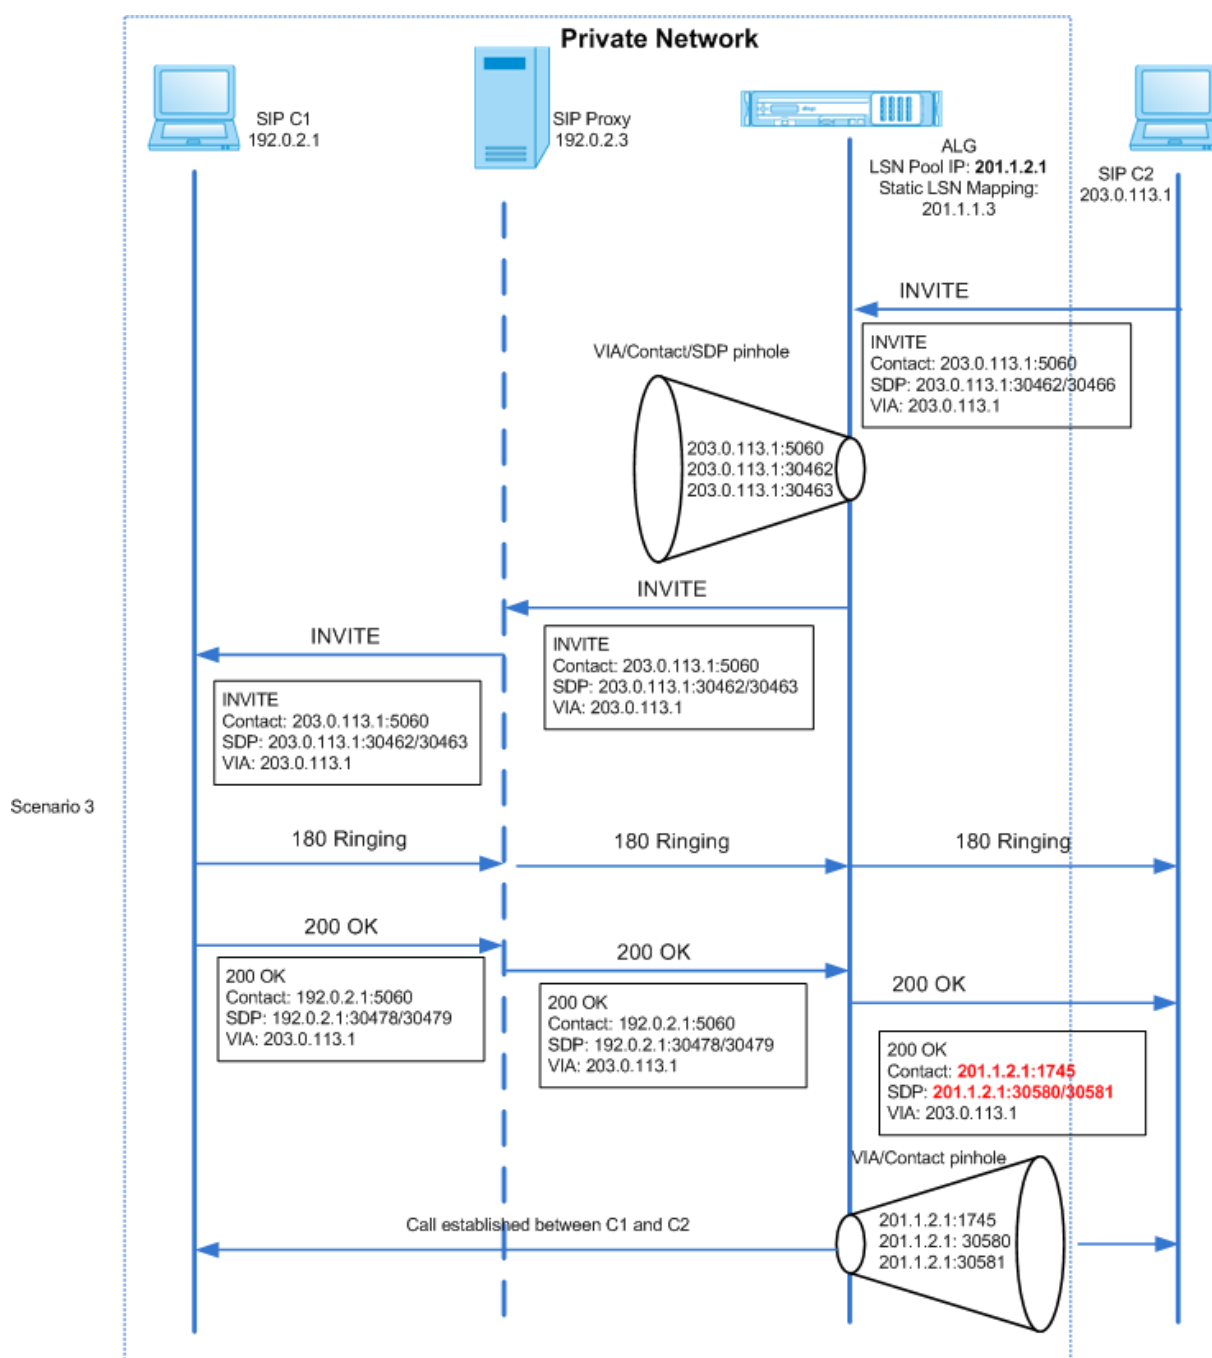 Private Network
SIP C1
192.0.2.1
SIP Proxy
192.0.2.3
ALG
LSN Pool IP: 201.1.2.1
Static LSN Mapping:
201.1.1.3
SIP C2
203.0.113.1
INVITE
INVITE
Contact: 203.0.113.1:5060
SDP: 203.0.113.1:30462/30466
VIA: 203.0.113.1
VIA/Contact/SDP pinhole
203.0.113.1:5060
203.0.113.1:30462
203.0.113.1:30463
INVITE
INVITE
Contact: 203.0.113.1:5060
SDP: 203.0.113.1:30462/30463
VIA: 203.0.113.1
INVITE
INVITE
Contact: 203.0.113.1:5060
SDP: 203.0.113.1:30462/30463
VIA: 203.0.113.1
Scenario 3
180 Ringing
180 Ringing
180 Ringing
200 OK
200 OK
Contact: 192.0.2.1:5060
SDP: 192.0.2.1:30478/30479
VIA: 203.0.113.1
200 OK
200 OK
Contact: 192.0.2.1:5060
SDP: 192.0.2.1:30478/30479
VIA: 203.0.113.1
200 OK
200 OK
Contact: 201.1.2.1:1745
SDP: 201.1.2.1:30580/30581
VIA: 203.0.113.1
VIA/Contact pinhole
201.1.2.1:1745
201.1.2.1: 30580
201.1.2.1:30581
Call established between C1 and C2